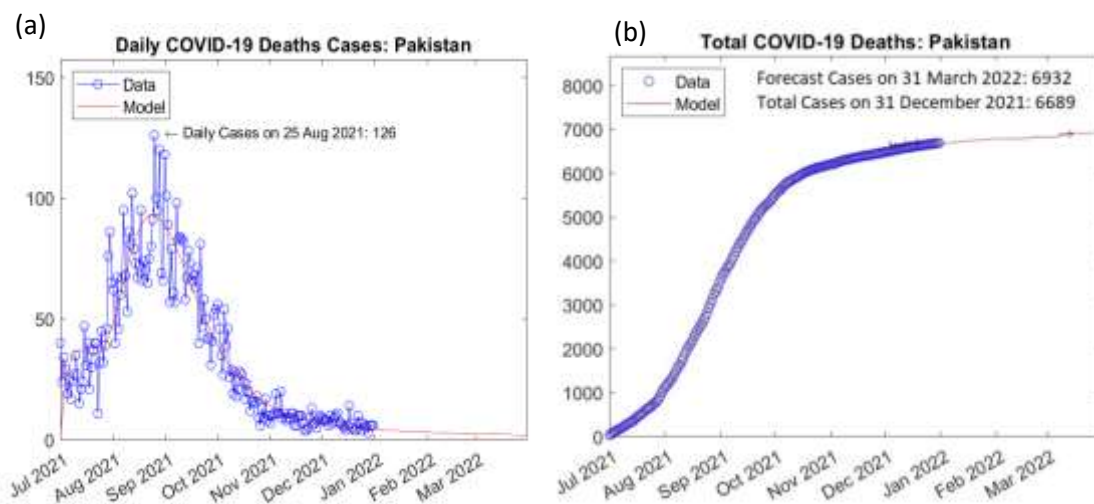 (a)
Daily COVID-19 Deaths Cases: Pakistan
150
100
50
0
Data
Model
← Daily Cases on 25 Aug 2021: 126
Jul 2021
Aug 2021
Sep 2021
Oct 2021
Nov 2021
Dec 2021
Jan 2022
Feb 2022
Mar 2022
(b)
Total COVID-19 Deaths: Pakistan
8000
7000
6000
5000
4000
3000
2000
1000
0
Data
Model
Forecast Cases on 31 March 2022: 6932
Total Cases on 31 December 2021: 6689
Jul 2021
Aug 2021
Sep 2021
Oct 2021
Nov 2021
Dec 2021
Jan 2022
Feb 2022
Mar 2022